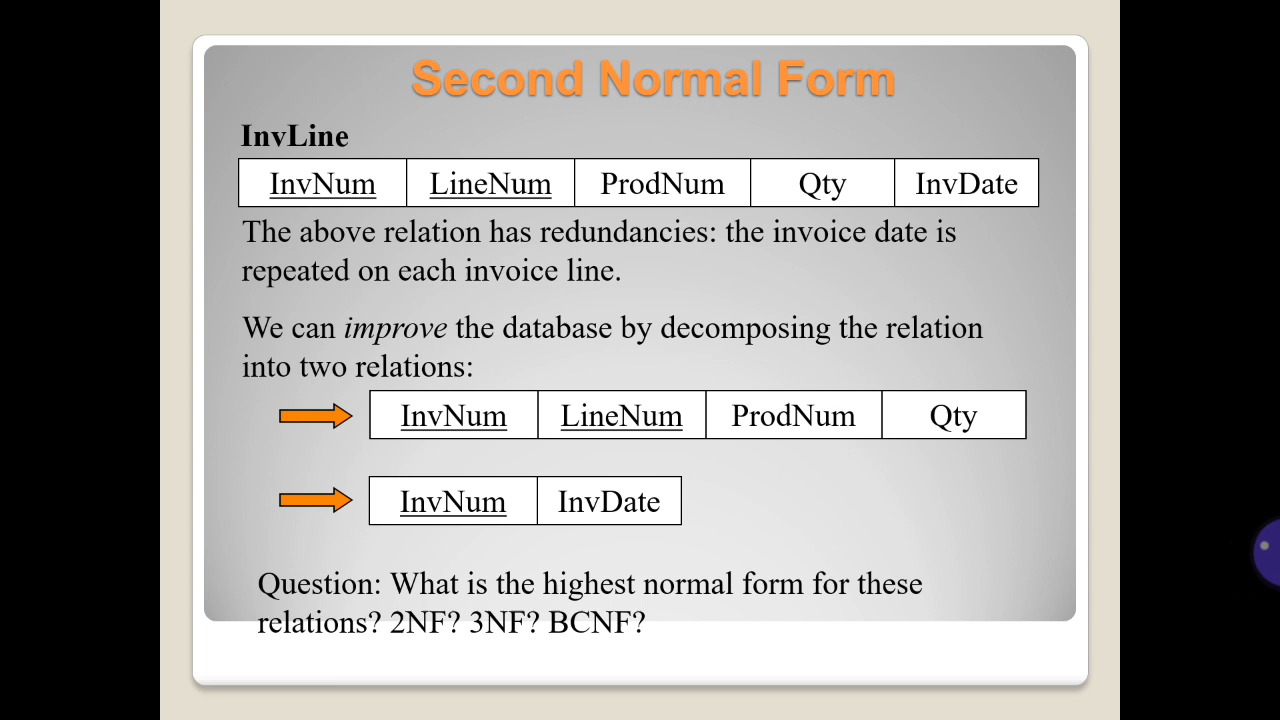 Second Normal Form
InvLine
InvNum LineNum ProdNum Qty InvDate
The above relation has redundancies: the invoice date is
repeated on each invoice line.
We can improve the database by decomposing the relation
into two relations:
InvNum LineNum ProdNum Qty
InvNum InvDate
Question: What is the highest normal form for these
relations? 2NF? 3NF? BCNF?